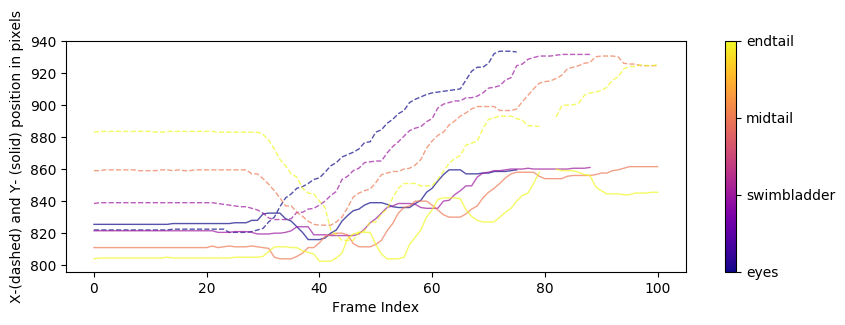 X-(dashed) and Y- (solid) position in pixels
940
920
900
880
860
840
820
800
0 20 40 60 80 100
Frame Index
endtail
midtail
swimbladder
eyes